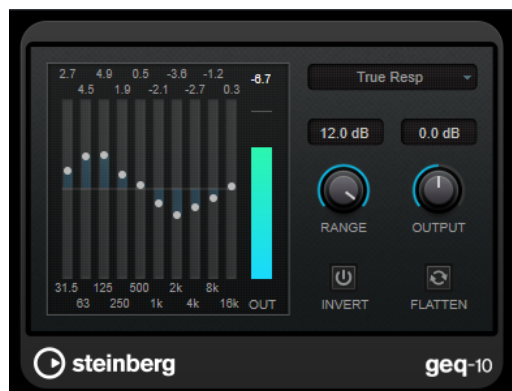 2.7 4.9 0.5 -3.6 -1.2 -6.7
4.5 1.9 -2.1 -2.7 0.3
True Resp
12.0 dB 0.0 dB
RANGE OUTPUT
31.5 125 500 2k 8k
63 250 1k 4k 16k OUT
INVERT FLATTEN
steinberg geq-10